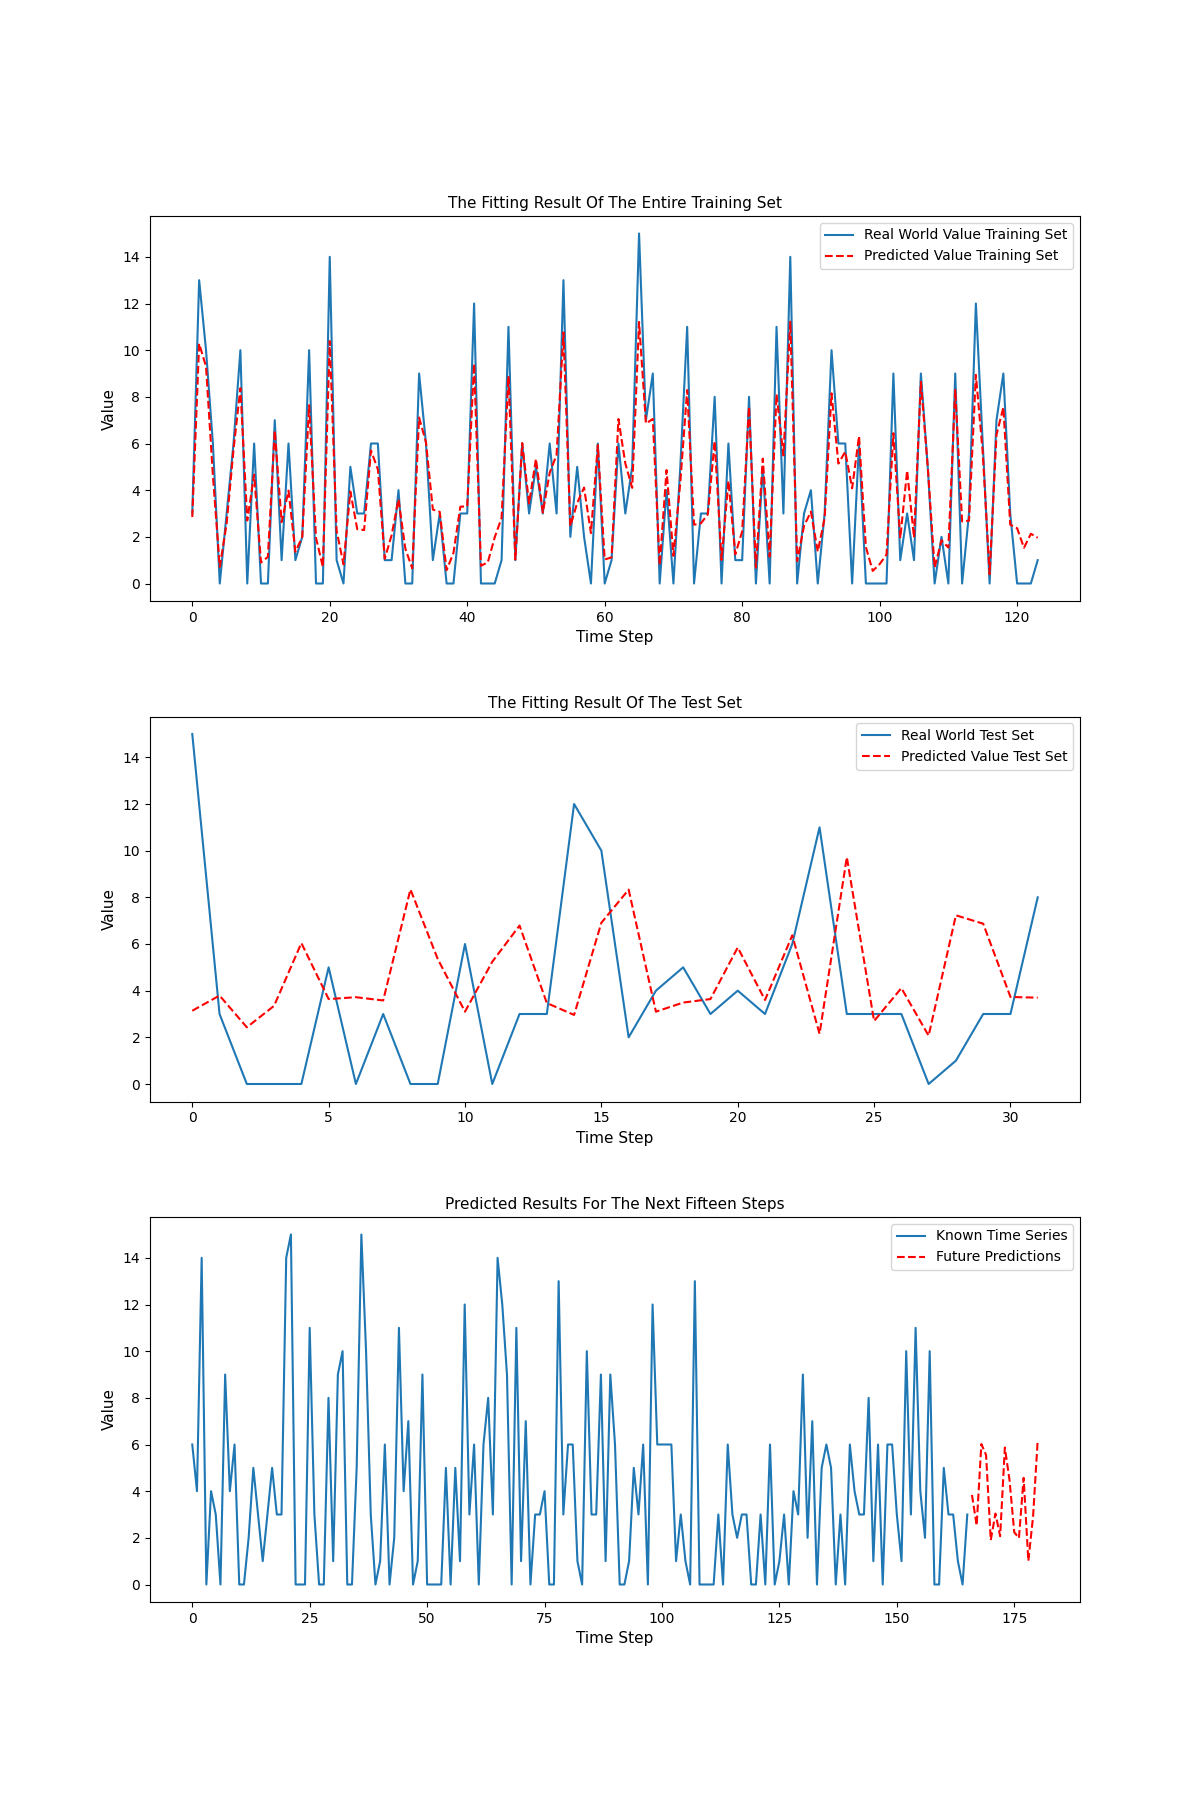 The Fitting Result Of The Entire Training Set
Real World Value Training Set
Predicted Value Training Set
14
12
10
8
6
4
2
0
Value
0 20 40 60 80 100 120
Time Step
The Fitting Result Of The Test Set
Real World Test Set
Predicted Value Test Set
14
12
10
8
6
4
2
0
Value
0 5 10 15 20 25 30
Time Step
Predicted Results For The Next Fifteen Steps
Known Time Series
Future Predictions
14
12
10
8
6
4
2
0
Value
0 25 50 75 100 125 150 175
Time Step